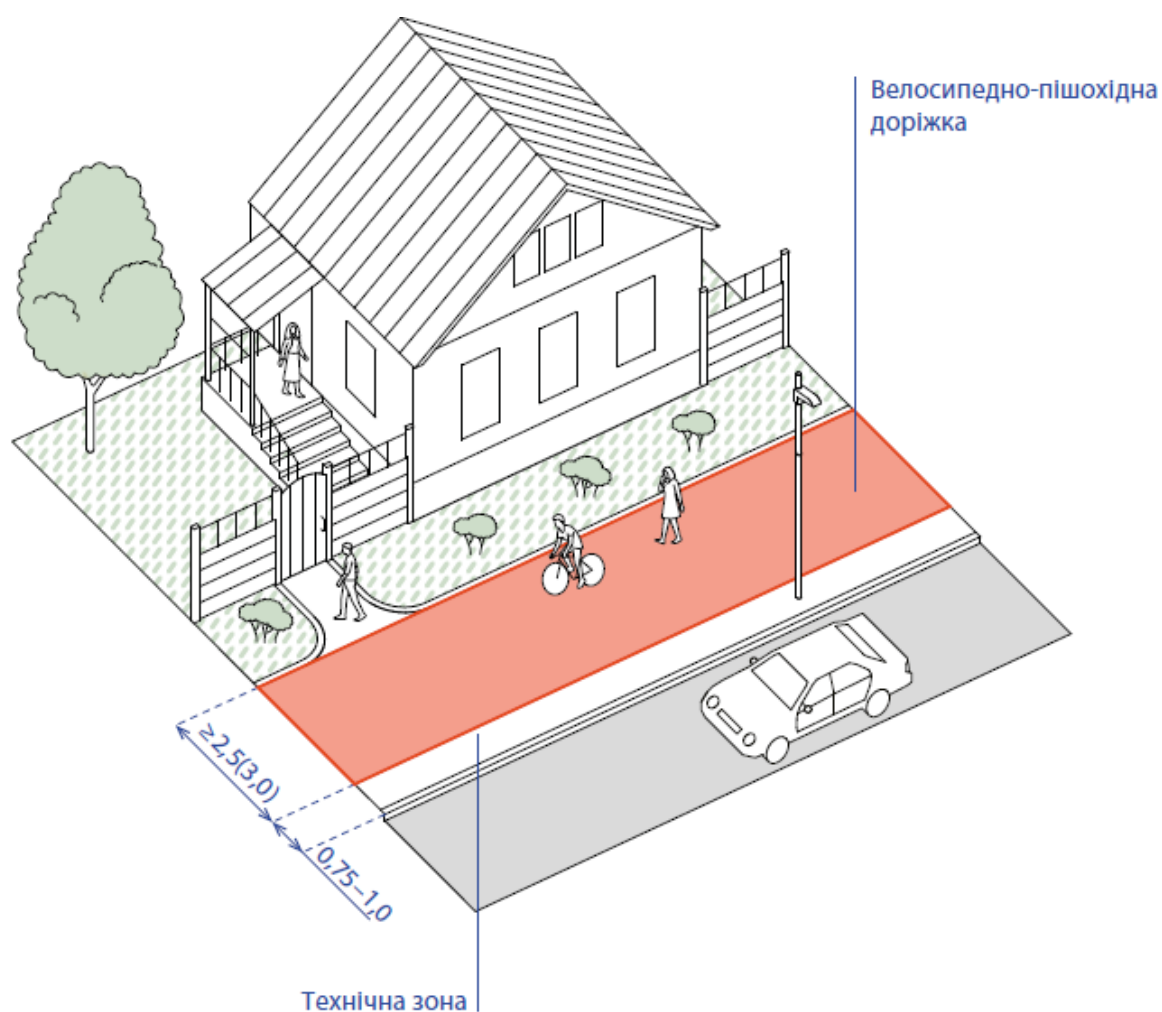 Велосипедно-пішохідна
доріжка
≥2,5(3,0)
0,75–1,0
Технічна зона